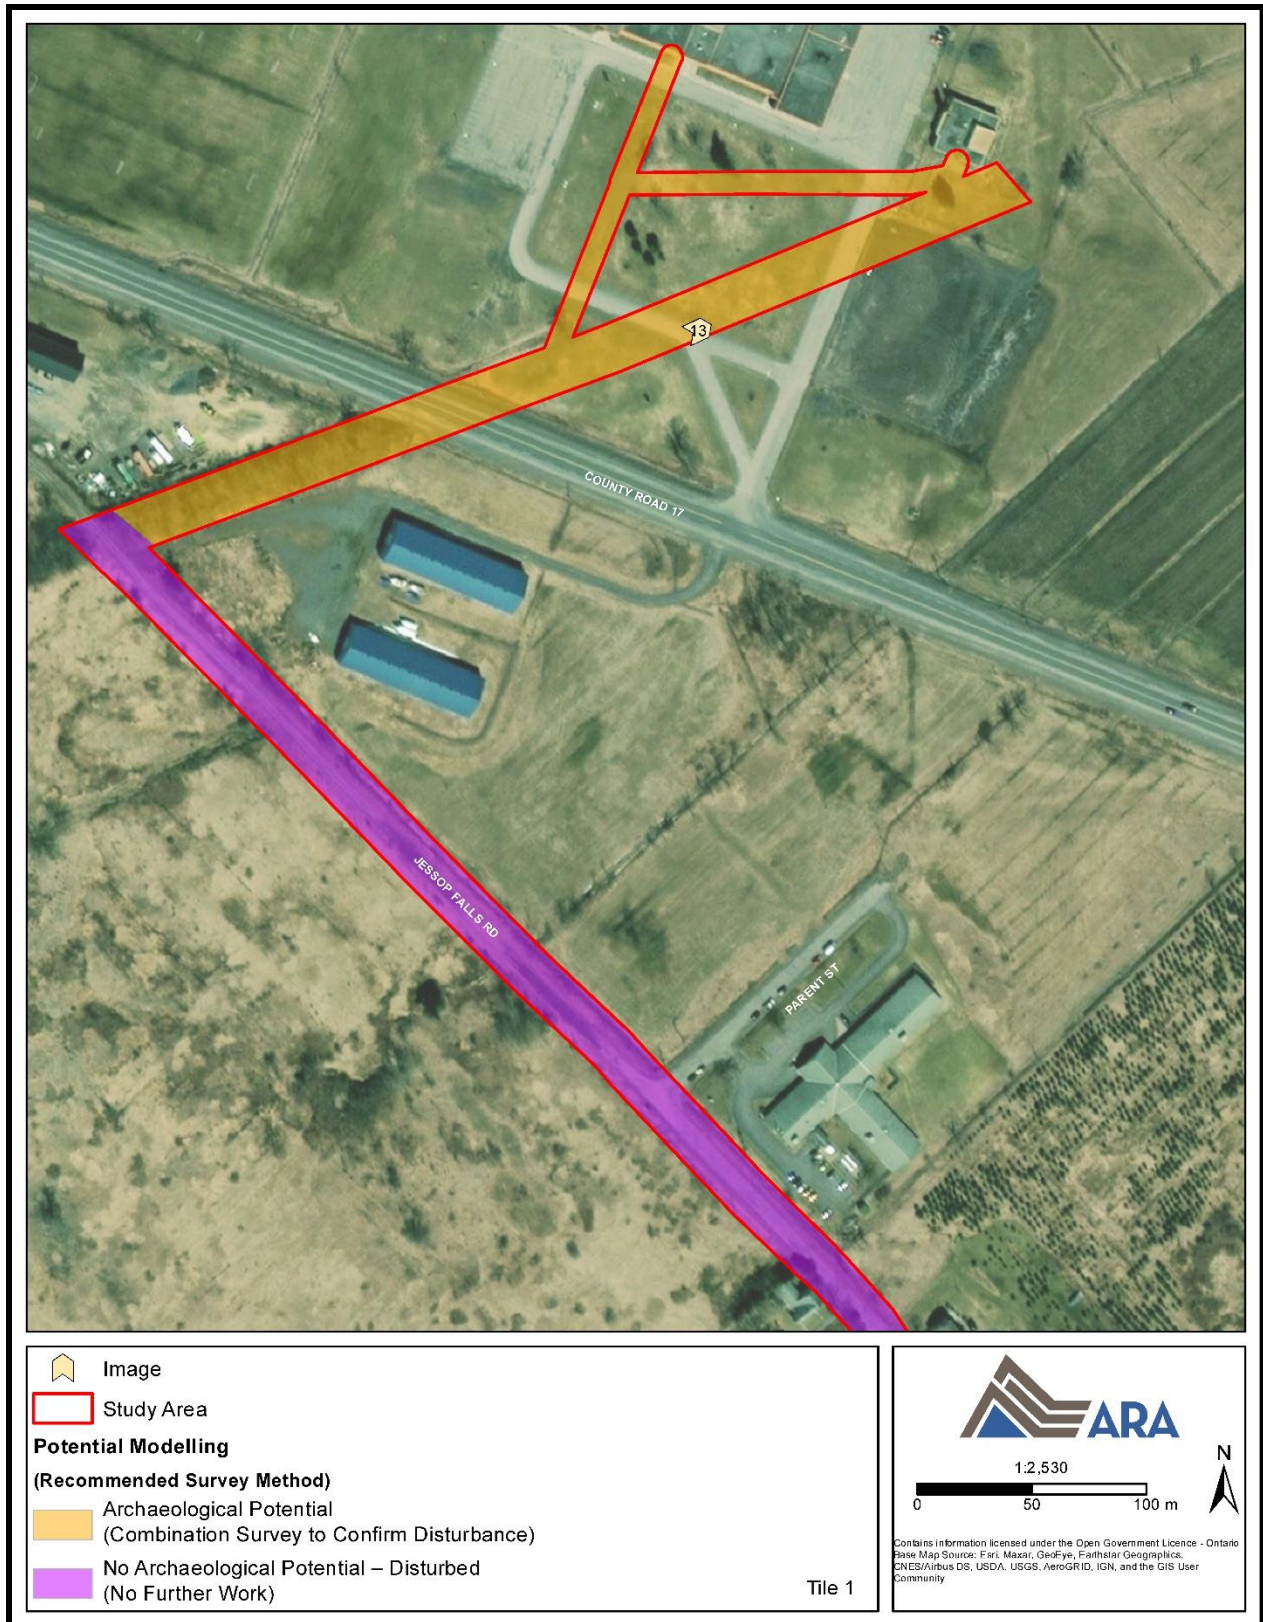 13
COUNTY ROAD 17
JESSOP FALLS RD
PARENT ST
Image
Study Area
Potential Modelling
(Recommended Survey Method)
Archaeological Potential
(Combination Survey to Confirm Disturbance)
No Archaeological Potential – Disturbed
(No Further Work)
Tile 1
ARA
1:2,530
N
0 50 100 m
Contains information licensed under the Open Government Licence - Ontario
Base Map Source: Esri, Maxar, GeoEye, Earthstar Geographics,
CNES/Airbus DS, USDA, USGS, AeroGRID, IGN, and the GIS User
Community